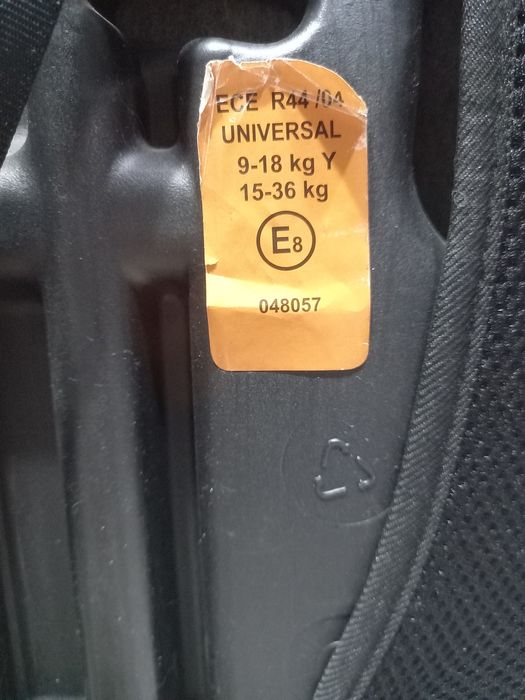 ECE R44 /04
UNIVERSAL
9-18 kg Y
15-36 kg
E8
048057